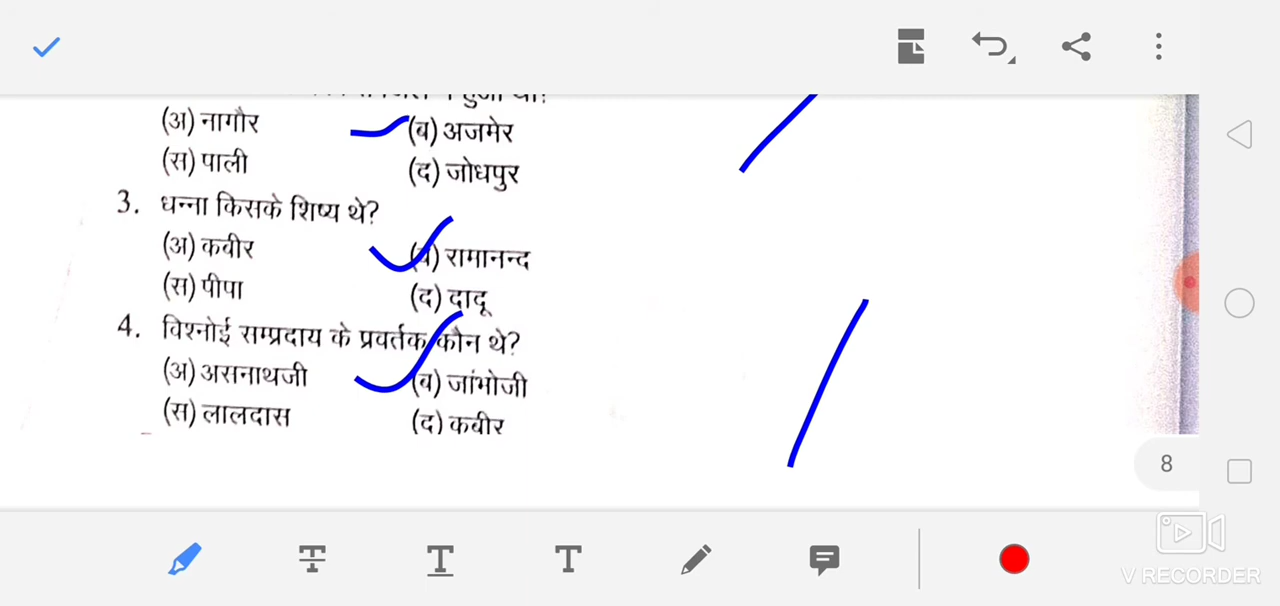 हुआ था?
(अ) नागौर (ब) अजमेर
(स) पाली (द) जोधपुर
3. धन्ना किसके शिष्य थे?
(अ) कबीर (ब) रामानन्द
(स) पीपा (द) दादू
4. विश्नोई सम्प्रदाय के प्रवर्तक कौन थे?
(अ) असनाथजी (ब) जांभोजी
(स) लालदास (द) कबीर
8
T T T
V RECORDER